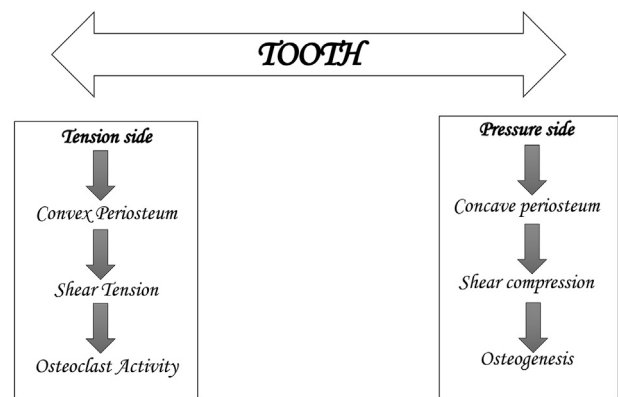 TOOTH
Tension side
Convex Periosteum
Shear Tension
Osteoclast Activity
Pressure side
Concave periosteum
Shear compression
Osteogenesis